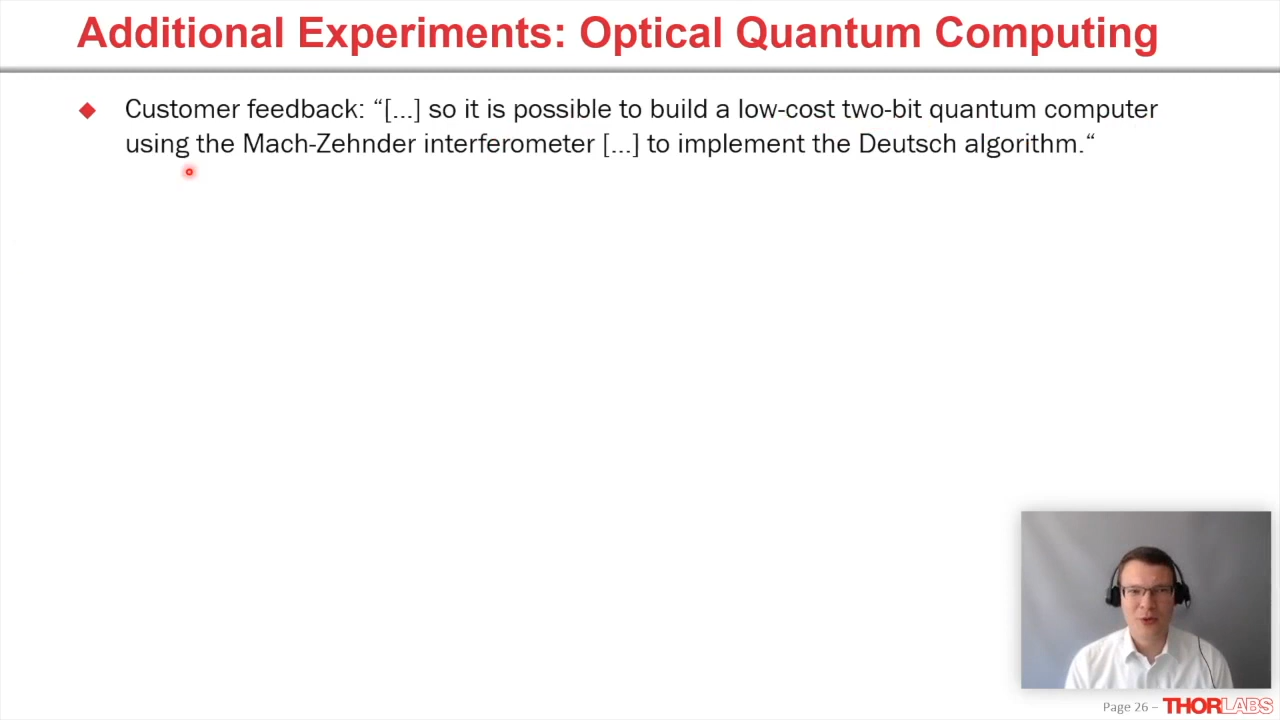 Additional Experiments: Optical Quantum Computing
Customer feedback: “[...] so it is possible to build a low-cost two-bit quantum computer
using the Mach-Zehnder interferometer [...] to implement the Deutsch algorithm.“
Page 26 –
THORLABS